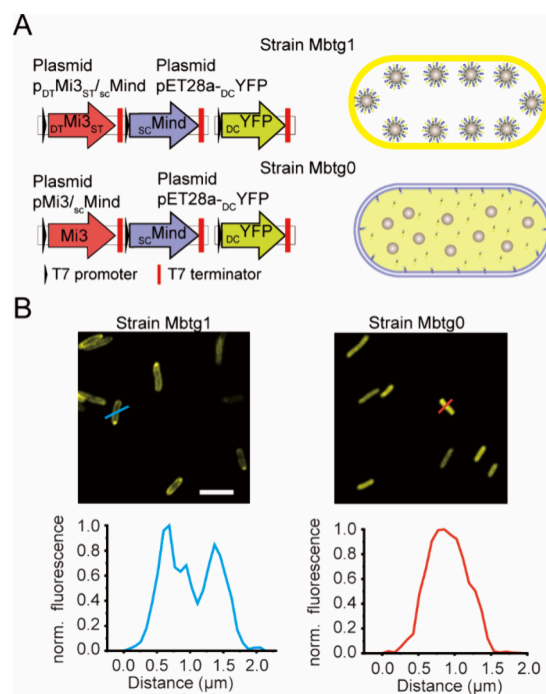 A
Strain Mbtg1
Plasmid Plasmid
pDTMi3ST/scMind pET28a-DCYFP
DTMi3ST scMind DCYFP
Strain Mbtg0
Plasmid Plasmid
pMi3/scMind pET28a-DCYFP
Mi3 scMind DCYFP
T7 promoter T7 terminator
B
Strain Mbtg1 Strain Mbtg0
norm. fluorescence
1.0
0.8
0.6
0.4
0.2
0
0.0 0.5 1.0 1.5 2.0
Distance (µm)
norm. fluorescence
1.0
0.8
0.6
0.4
0.2
0
0.0 0.5 1.0 1.5 2.0
Distance (µm)